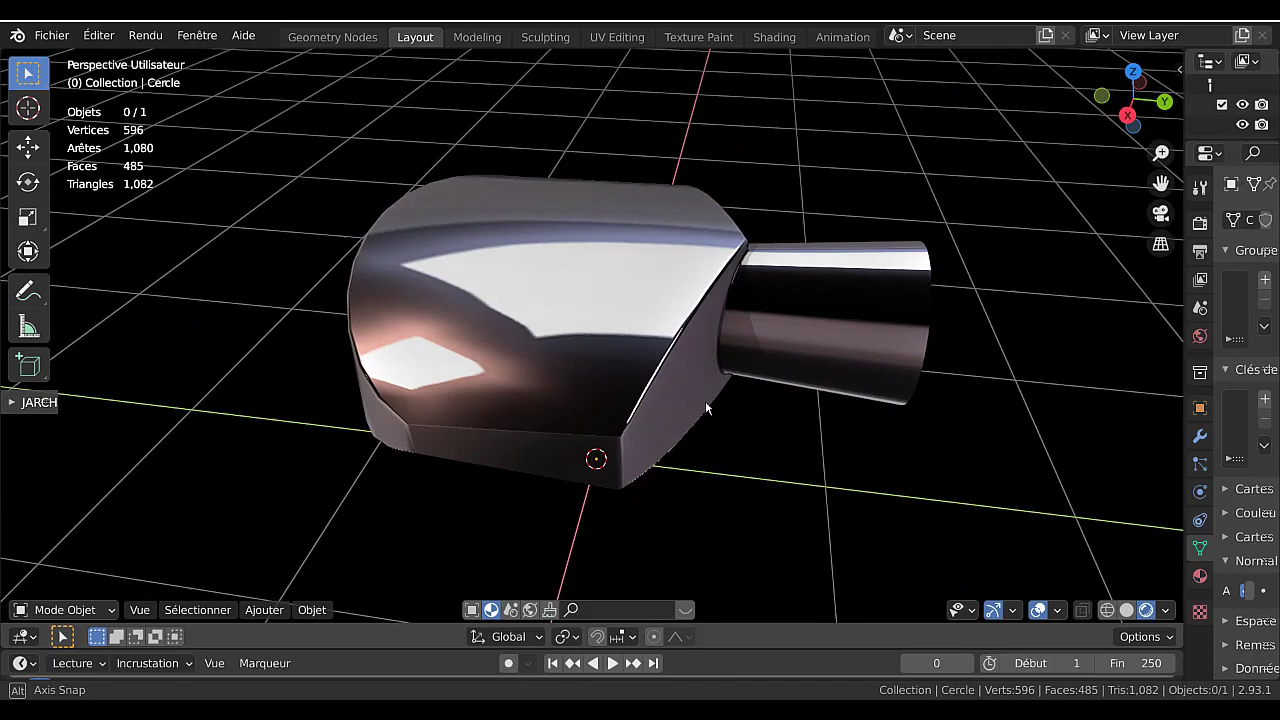 Fichier Éditer Rendu Fenêtre Aide Geometry Nodes Layout Modeling Sculpting UV Editing Texture Paint Shading Animation Scene View Layer
Perspective Utilisateur
(0) Collection | Cercle
Objets 0 / 1
Vertices 596
Arêtes 1,080
Faces 485
Triangles 1,082
Z
Y
X
C
Groupe
Clés de
JARCH
Cartes
Couleu
Cartes
Normal
A
Espace
Remes
Donnée
Mode Objet Vue Sélectionner Ajouter Objet
Global Options
Lecture Incrustation Vue Marqueur 0 Début 1 Fin 250
Alt Axis Snap Collection | Cercle | Verts:596 | Faces:485 | Tris:1,082 | Objects:0/1 | 2.93.1